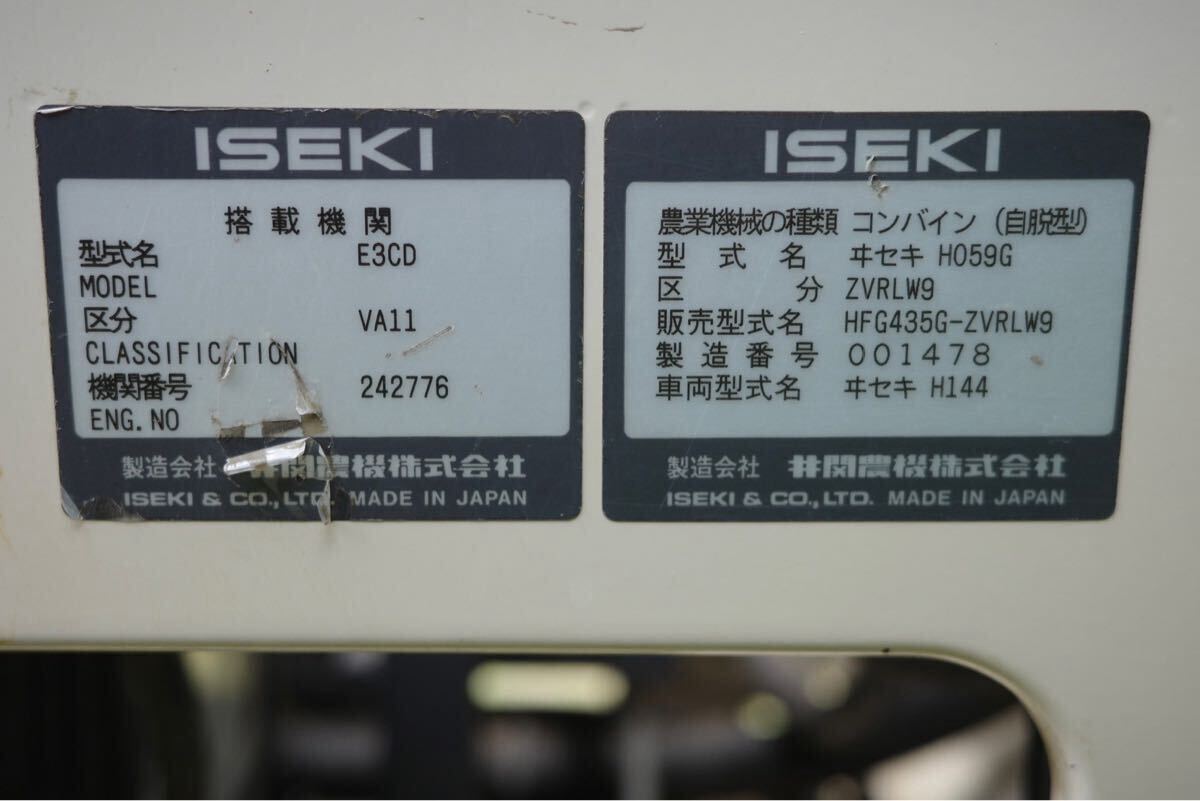 ISEKI
搭載機関
型式名 E3CD
MODEL
区分 VA11
CLASSIFICATION
機関番号 242776
ENG. NO
製造会社 井関農機株式会社
ISEKI & CO., LTD. MADE IN JAPAN
ISEKI
農業機械の種類 コンバイン (自脱型)
型式名 ヰセキ HO59G
区分 ZVRLW9
販売型式名 HFG435G-ZVRLW9
製造番号 001478
車両型式名 ヰセキ H144
製造会社 井関農機株式会社
ISEKI & CO., LTD. MADE IN JAPAN